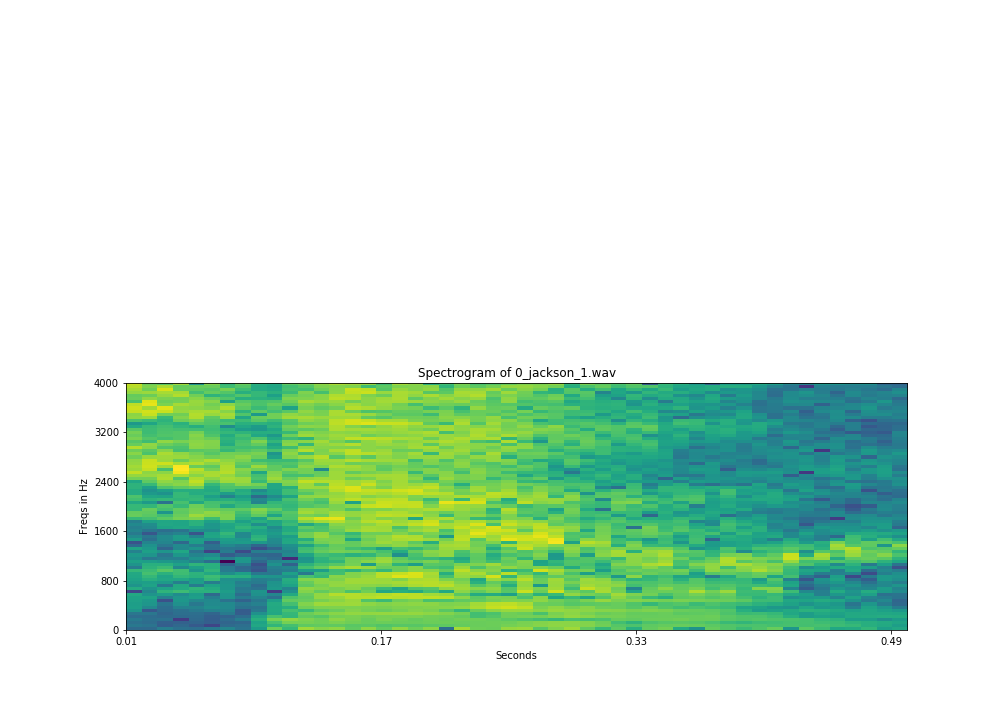 Spectrogram of 0_jackson_1.wav
4000
3200
2400
1600
800
0
Freqs in Hz
0.01 0.17 0.33 0.49
Seconds